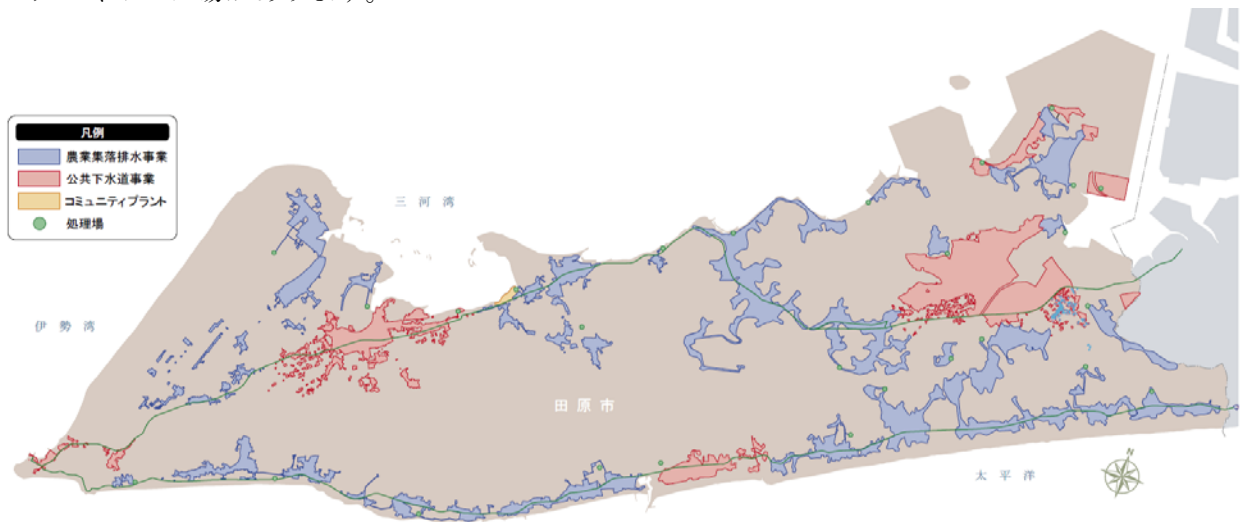 凡例
農業集落排水事業
公共下水道事業
コミュニティプラント
処理場
三河湾
伊勢湾
田原市
太平洋
N